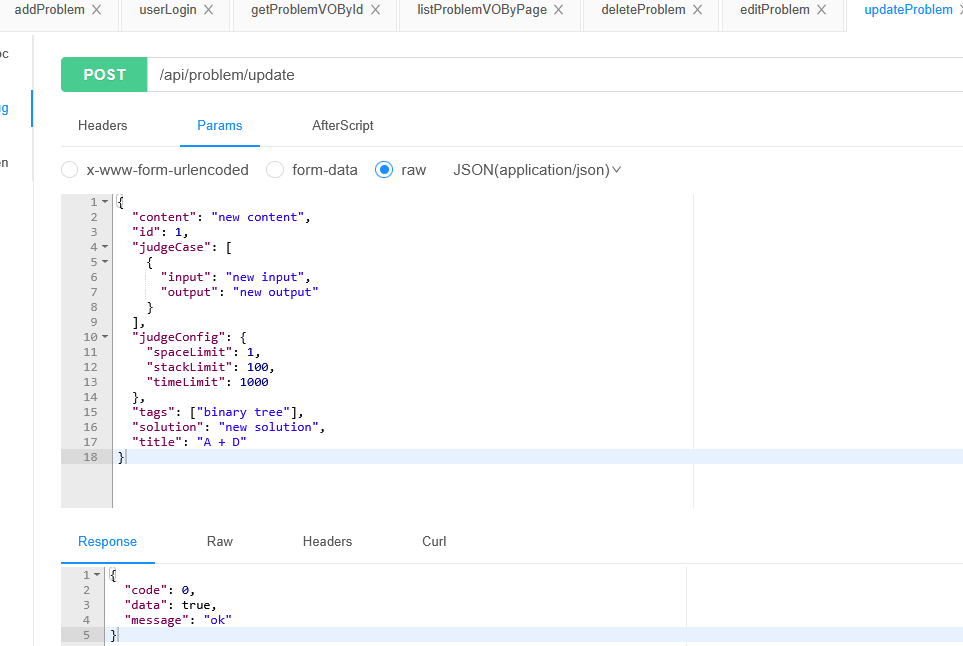 addProblem userLogin getProblemVOById listProblemVOByPage deleteProblem editProblem updateProblem
POST /api/problem/update
Headers Params AfterScript
x-www-form-urlencoded form-data raw JSON(application/json)
1 {
2 "content": "new content",
3 "id": 1,
4 "judgeCase": [
5 {
6 "input": "new input",
7 "output": "new output"
8 }
9 ],
10 "judgeConfig": {
11 "spaceLimit": 1,
12 "stackLimit": 100,
13 "timeLimit": 1000
14 },
15 "tags": ["binary tree"],
16 "solution": "new solution",
17 "title": "A + D"
18 }
Response Raw Headers Curl
1 {
2 "code": 0,
3 "data": true,
4 "message": "ok"
5 }